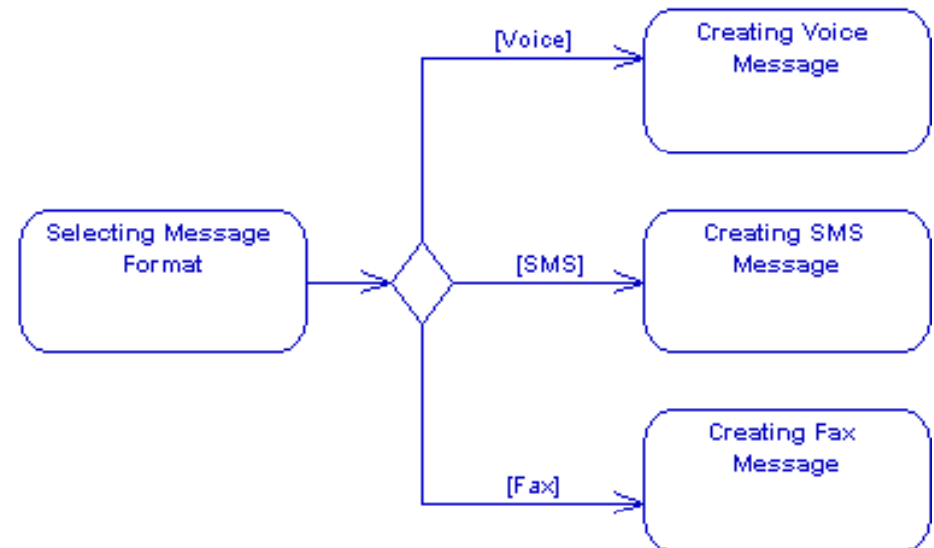 [Voice]
Creating Voice
Message
Selecting Message
Format
[SMS]
Creating SMS
Message
[Fax]
Creating Fax
Message